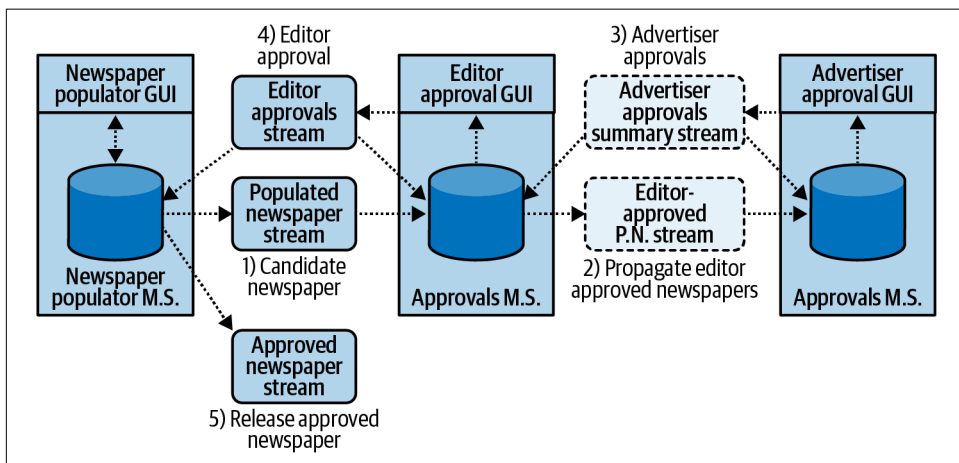 4) Editor
approval
3) Advertiser
approvals
Newspaper
populator GUI
Editor
approvals
stream
Editor
approval GUI
Advertiser
approvals
summary stream
Advertiser
approval GUI
Populated
newspaper
stream
Editor-
approved
P.N. stream
Newspaper
populator M.S.
1) Candidate
newspaper
Approvals M.S.
2) Propagate editor
approved newspapers
Approvals M.S.
Approved
newspaper
stream
5) Release approved
newspaper